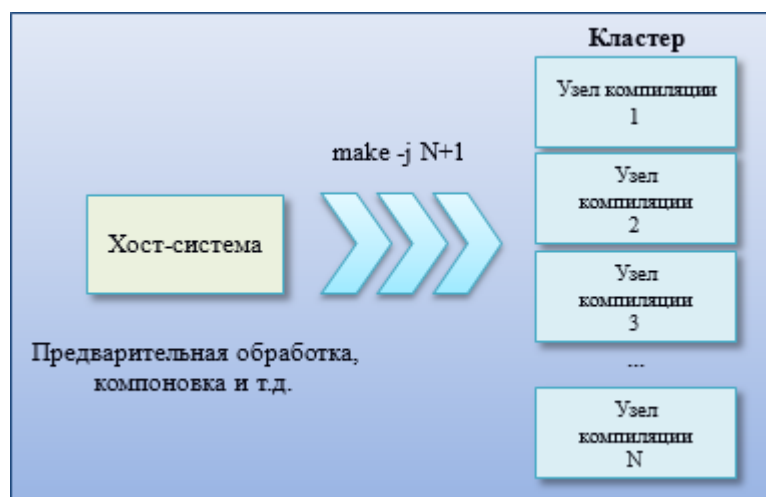 Кластер
Узел компиляции
1
make -j N+1
Узел
компиляции
2
Хост-система
Узел
компиляции
3
Предварительная обработка,
компоновка и т.д.
...
Узел
компиляции
N